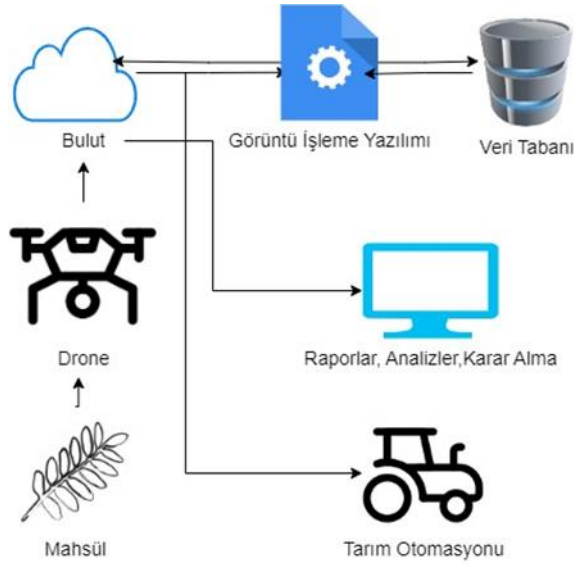 Bulut
Görüntü İşleme Yazılımı
Veri Tabanı
Drone
Raporlar, Analizler,Karar Alma
Mahsül
Tarım Otomasyonu